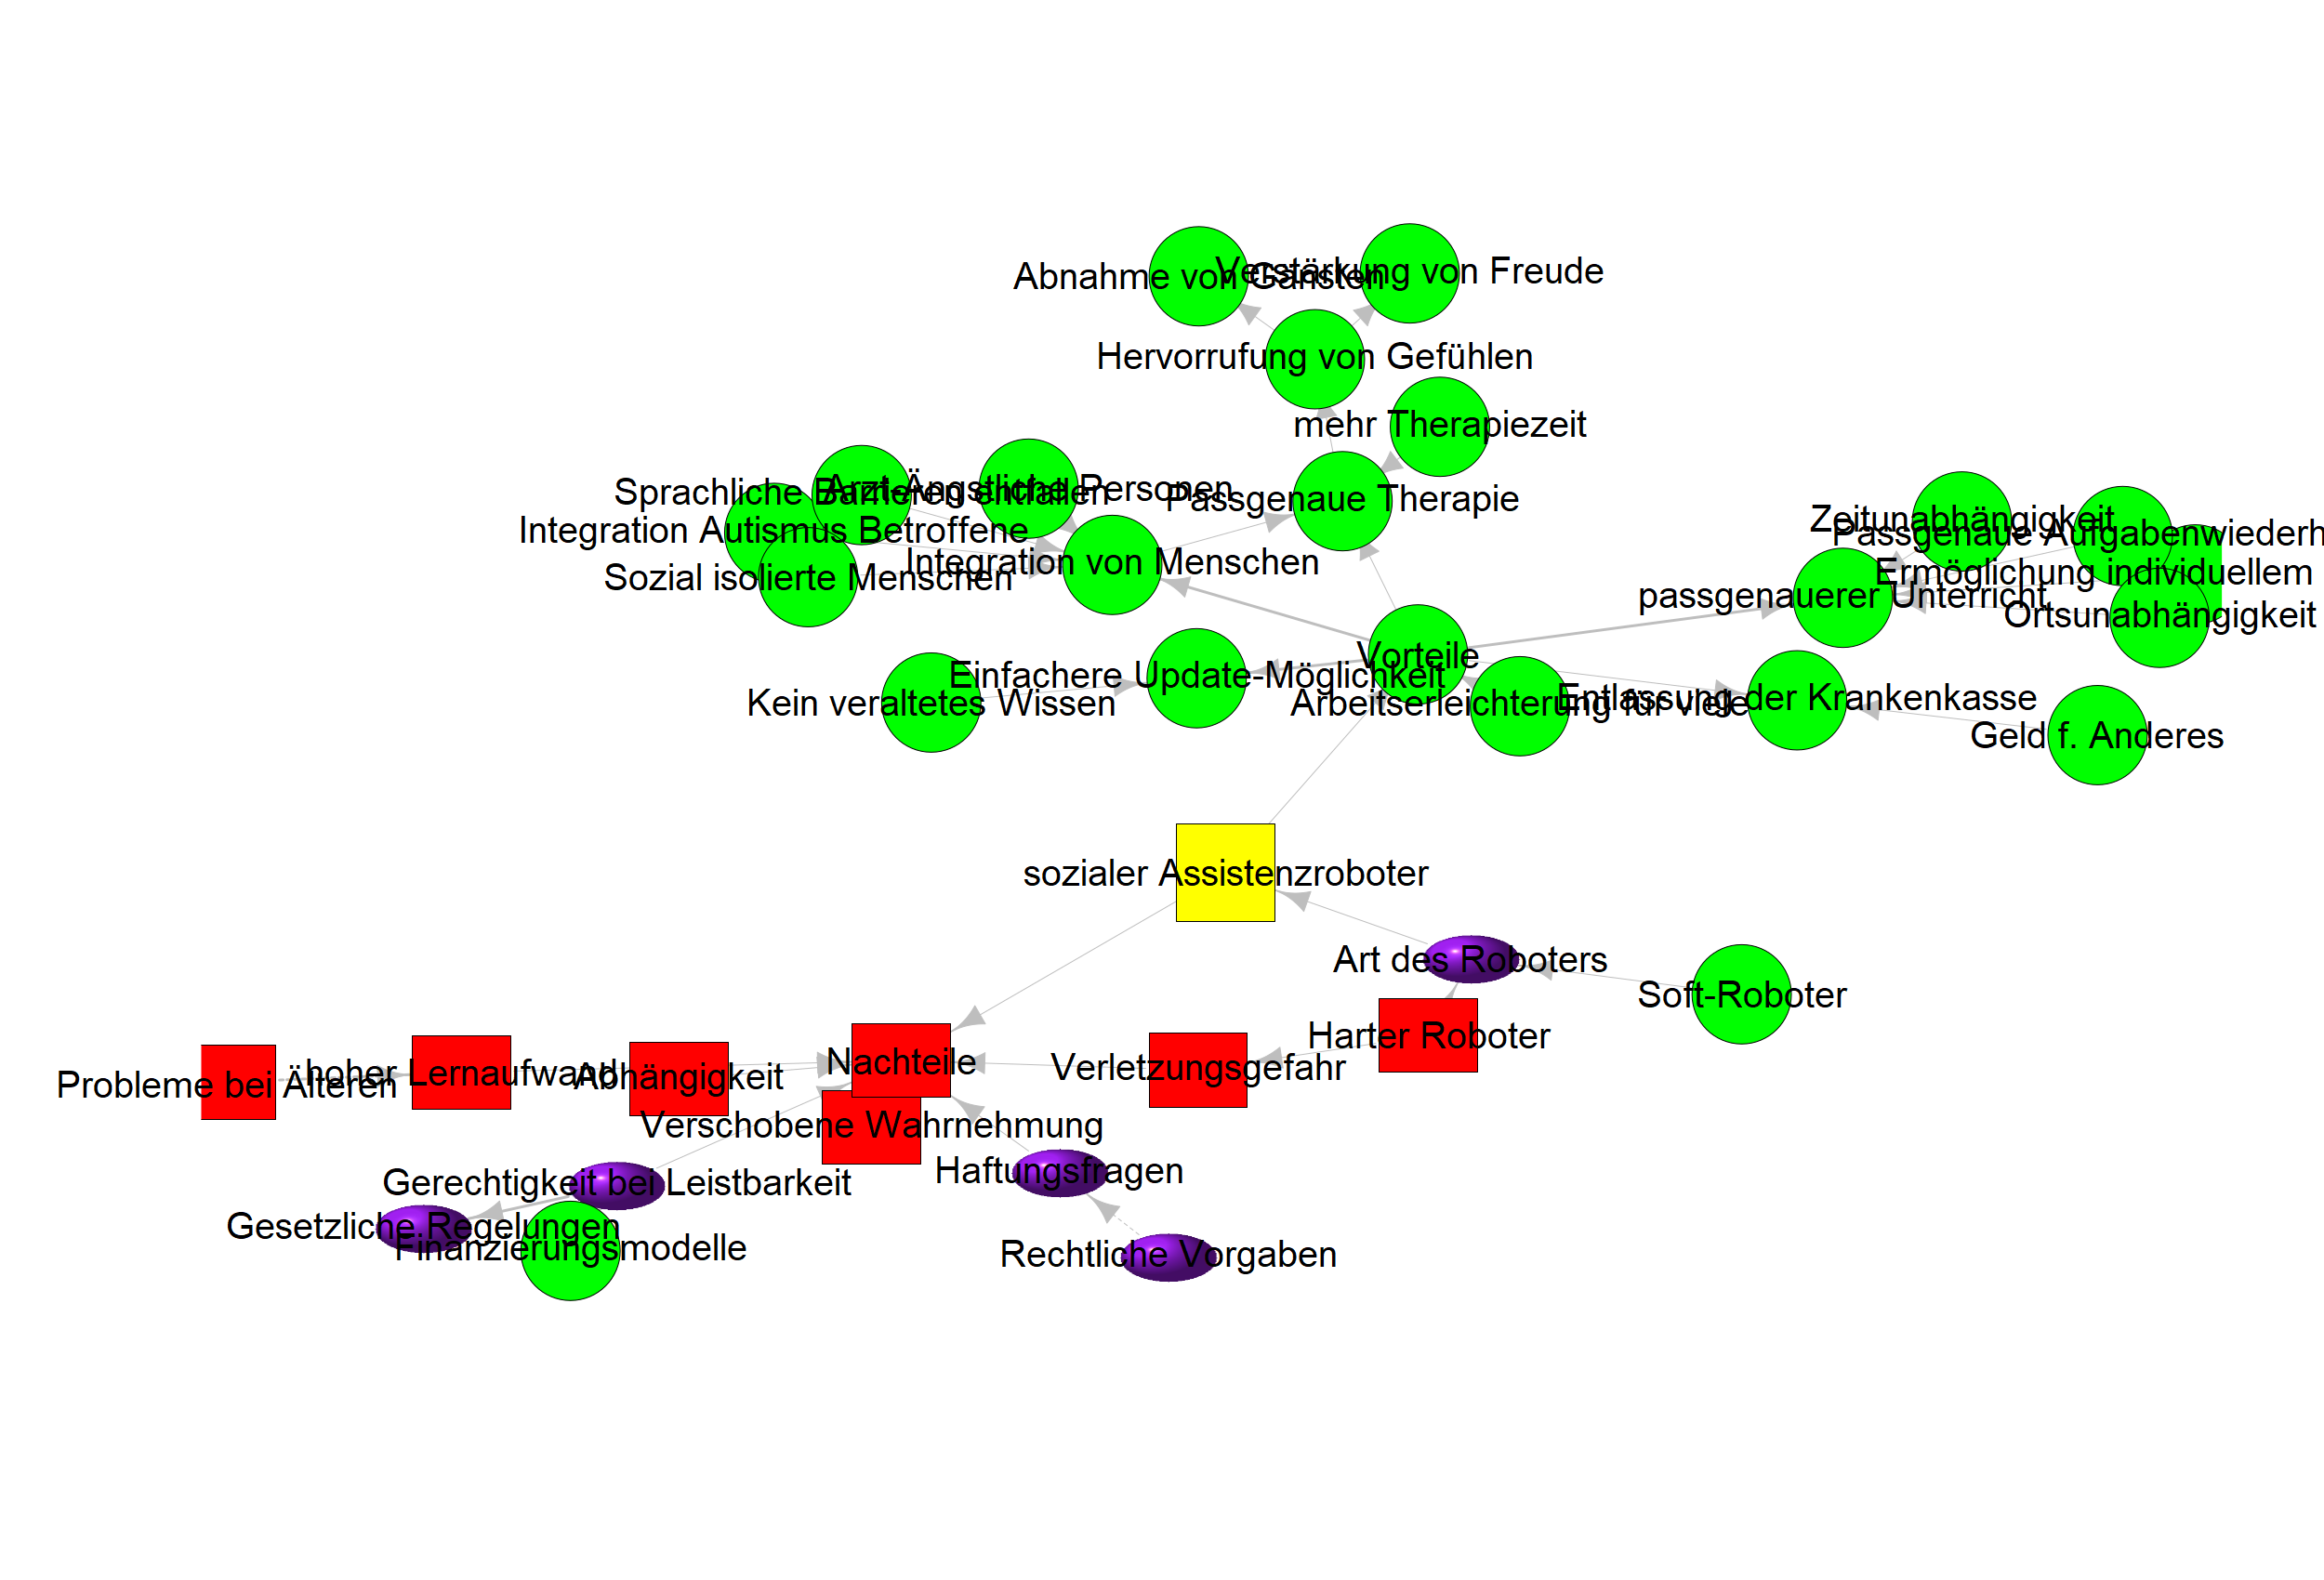 Verstärkung von Freude
Abnahme von Gänsten
Hervorrufung von Gefühlen
mehr Therapiezeit
Sprachliche Barrieren entfallen
Arzt-Ängstliche Personen
Passgenaue Therapie
Integration Autismus Betroffene
Integration von Menschen
Sozial isolierte Menschen
Zeitunabhängigkeit
Passgenaue Aufgabenwiederh
Ermöglichung individuellem
passgenauerer Unterricht
Ortsunabhängigkeit
Vorteile
Einfachere Update-Möglichkeit
Kein veraltetes Wissen
Arbeitserleichterung für viele
Entlassung der Krankenkasse
Geld f. Anderes
sozialer Assistenzroboter
Art des Roboters
Soft-Roboter
Harter Roboter
Nachteile
Verletzungsgefahr
Probleme bei Älteren
hoher Lernaufwand
Abhängigkeit
Verschobene Wahrnehmung
Haftungsfragen
Gerechtigkeit bei Leistbarkeit
Gesetzliche Regelungen
Finanzierungsmodelle
Rechtliche Vorgaben